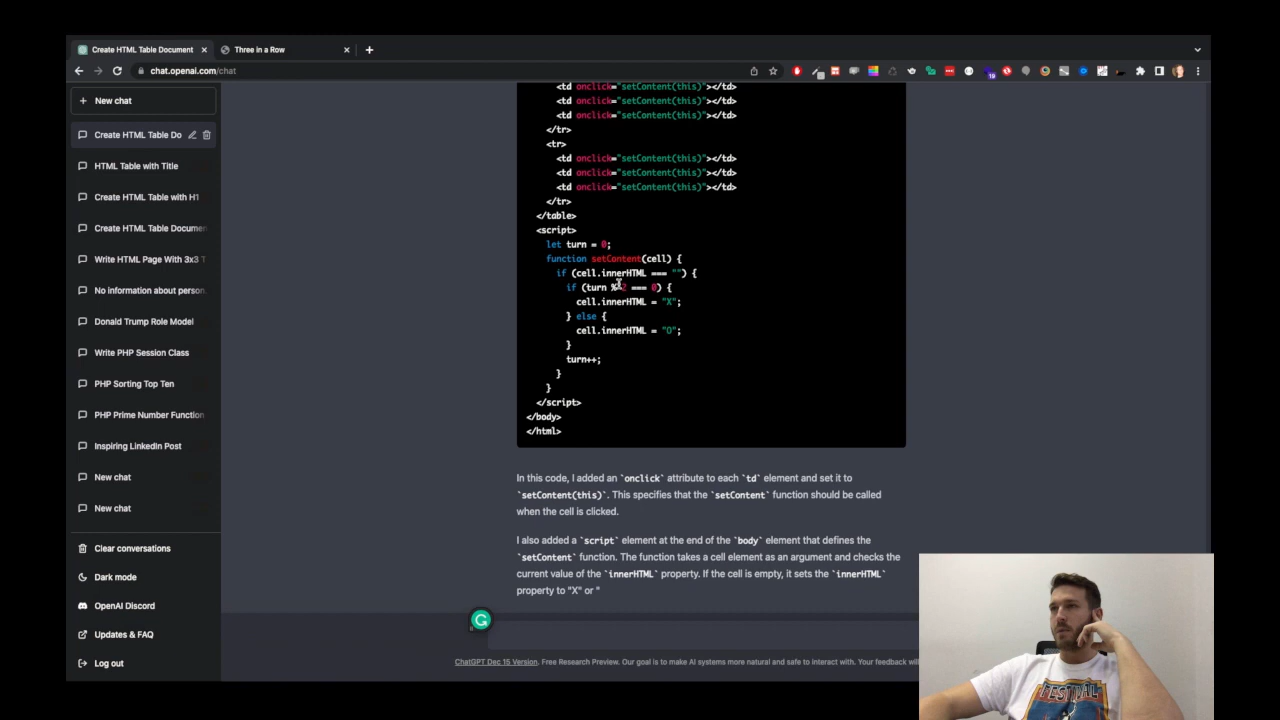 Create HTML Table Document
Three in a Row
chat.openai.com/chat
New chat
Create HTML Table Do
HTML Table with Title
Create HTML Table with H1
Create HTML Table Documen
Write HTML Page With 3x3 T
No information about person.
Donald Trump Role Model
Write PHP Session Class
PHP Sorting Top Ten
PHP Prime Number Function
Inspiring LinkedIn Post
New chat
New chat
Clear conversations
Dark mode
OpenAI Discord
Updates & FAQ
Log out
<td onclick="setContent(this)"></td>
<td onclick="setContent(this)"></td>
<td onclick="setContent(this)"></td>
</tr>
<tr>
<td onclick="setContent(this)"></td>
<td onclick="setContent(this)"></td>
<td onclick="setContent(this)"></td>
</tr>
</table>
<script>
let turn = 0;
function setContent(cell) {
if (cell.innerHTML === "") {
if (turn % 2 === 0) {
cell.innerHTML = "X";
} else {
cell.innerHTML = "O";
}
turn++;
}
}
</script>
</body>
</html>
In this code, I added an `onclick` attribute to each `td` element and set it to
`setContent(this)`. This specifies that the `setContent` function should be called
when the cell is clicked.
I also added a `script` element at the end of the `body` element that defines the
`setContent` function. The function takes a cell element as an argument and checks the
current value of the `innerHTML` property. If the cell is empty, it sets the `innerHTML`
property to "X" or "
ChatGPT Dec 15 Version. Free Research Preview. Our goal is to make AI systems more natural and safe to interact with. Your feedback will
FESTIVAL